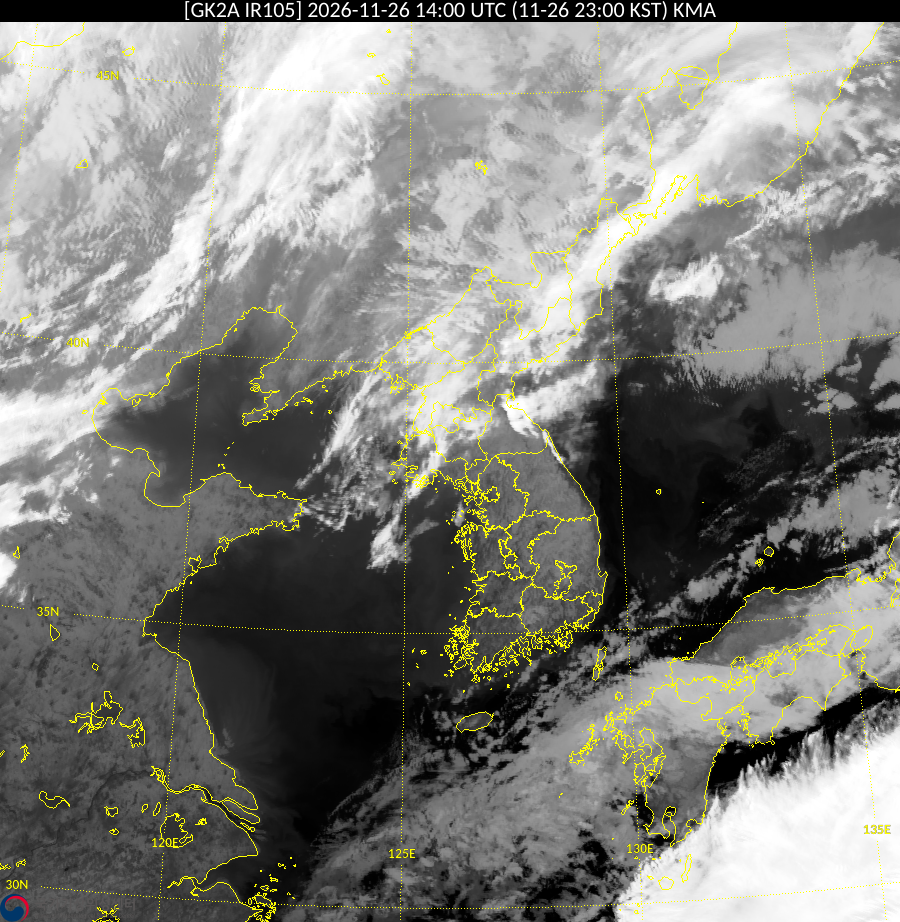 [GK2A IR105] 2026-11-26 14:00 UTC (11-26 23:00 KST) KMA
45N
40N
35N
135E
120E
125E
130E
30N